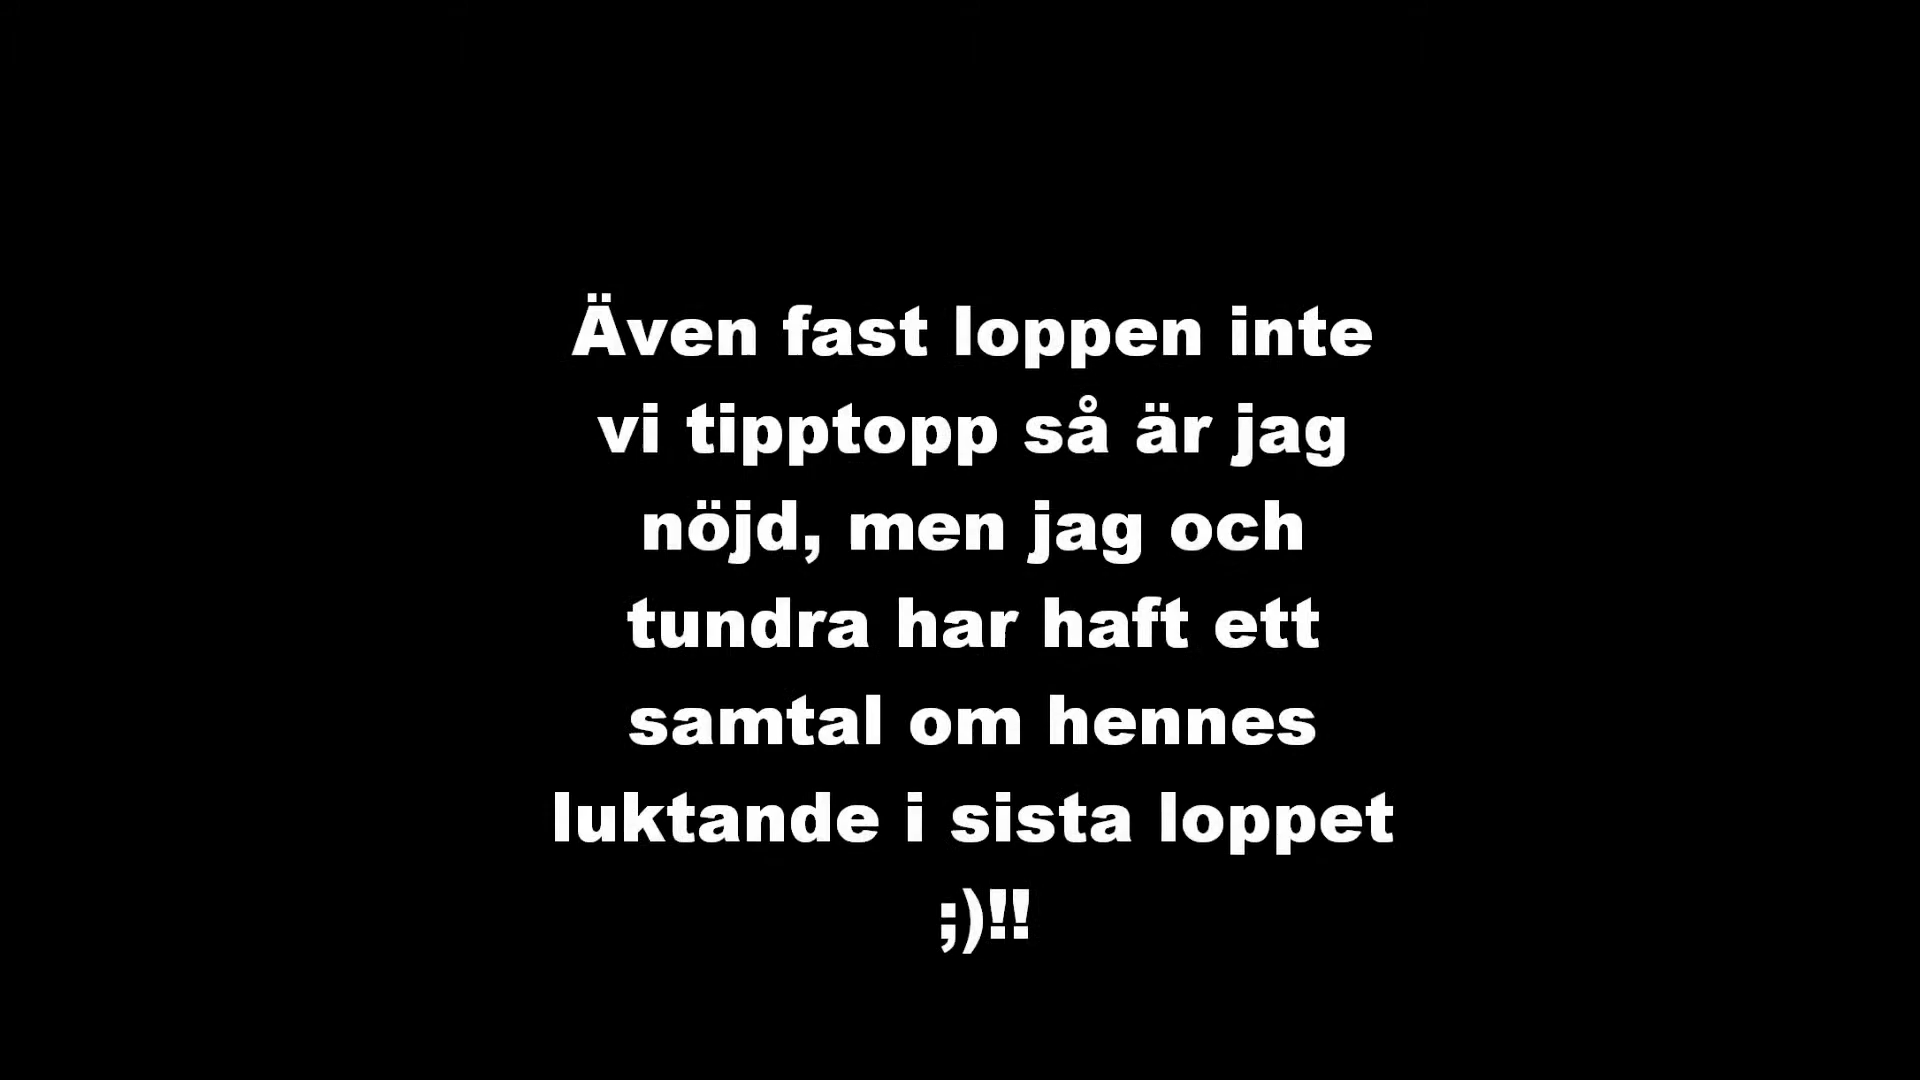 Även fast loppen inte
vi tipptopp så är jag
nöjd, men jag och
tundra har haft ett
samtal om hennes
luktande i sista loppet
;)!!